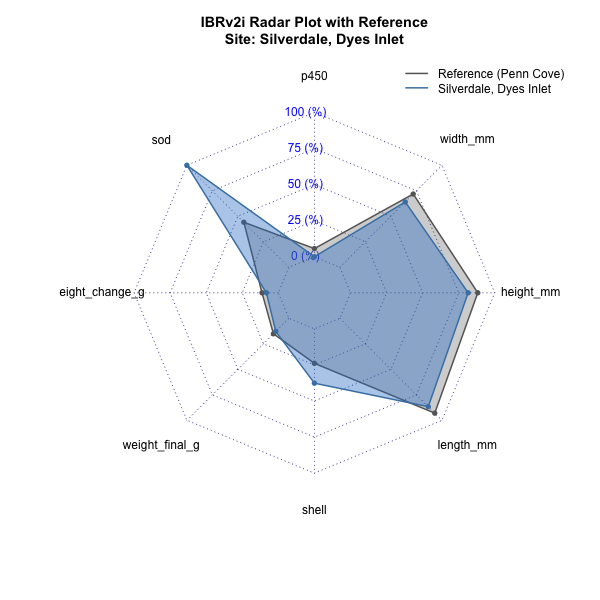 IBRv2i Radar Plot with Reference
Site: Silverdale, Dyes Inlet
Reference (Penn Cove)
Silverdale, Dyes Inlet
p450
100 (%)
75 (%)
50 (%)
25 (%)
0 (%)
width_mm
sod
eight_change_g
height_mm
weight_final_g
length_mm
shell